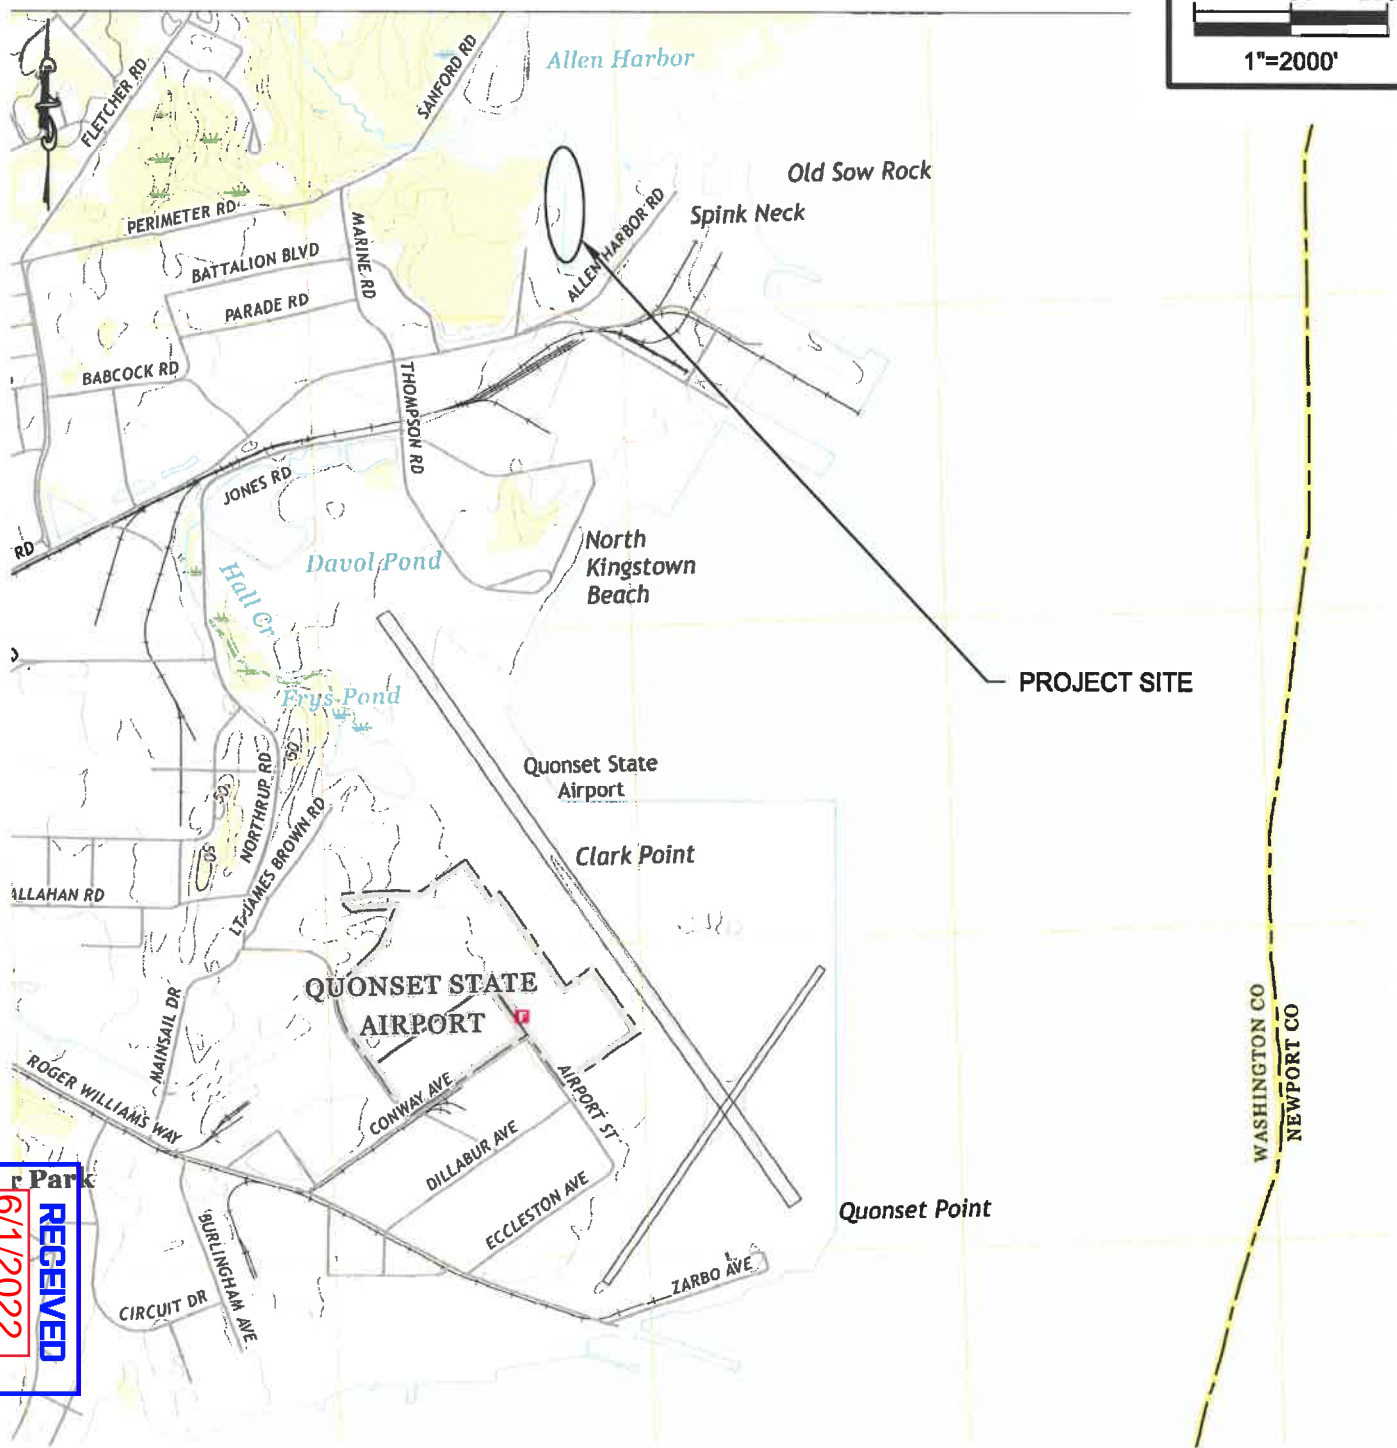 1"=2000'
Allen Harbor
SANFORD RD
FLETCHER RD
Old Sow Rock
Spink Neck
PERIMETER RD
MARINE RD
ALLEN HARBOR RD
BATTALION BLVD
PARADE RD
BABCOCK RD
THOMPSON RD
JONES RD
RD
North
Kingstown
Beach
Davol Pond
Hall Cr
PROJECT SITE
Frys Pond
50
50
50
NORTHRUP RD
Quonset State
Airport
LT JAMES BROWN RD
Clark Point
ALLAHAN RD
QUONSET STATE
AIRPORT
F
MAINSAIL DR
WASHINGTON CO
NEWPORT CO
ROGER WILLIAMS WAY
CONWAY AVE
AIRPORT ST
DILLABUR AVE
r Park
ECCLESTON AVE
Quonset Point
BURLINGHAM AVE
ZARBO AVE
CIRCUIT DR
RECEIVED
6/1/2022